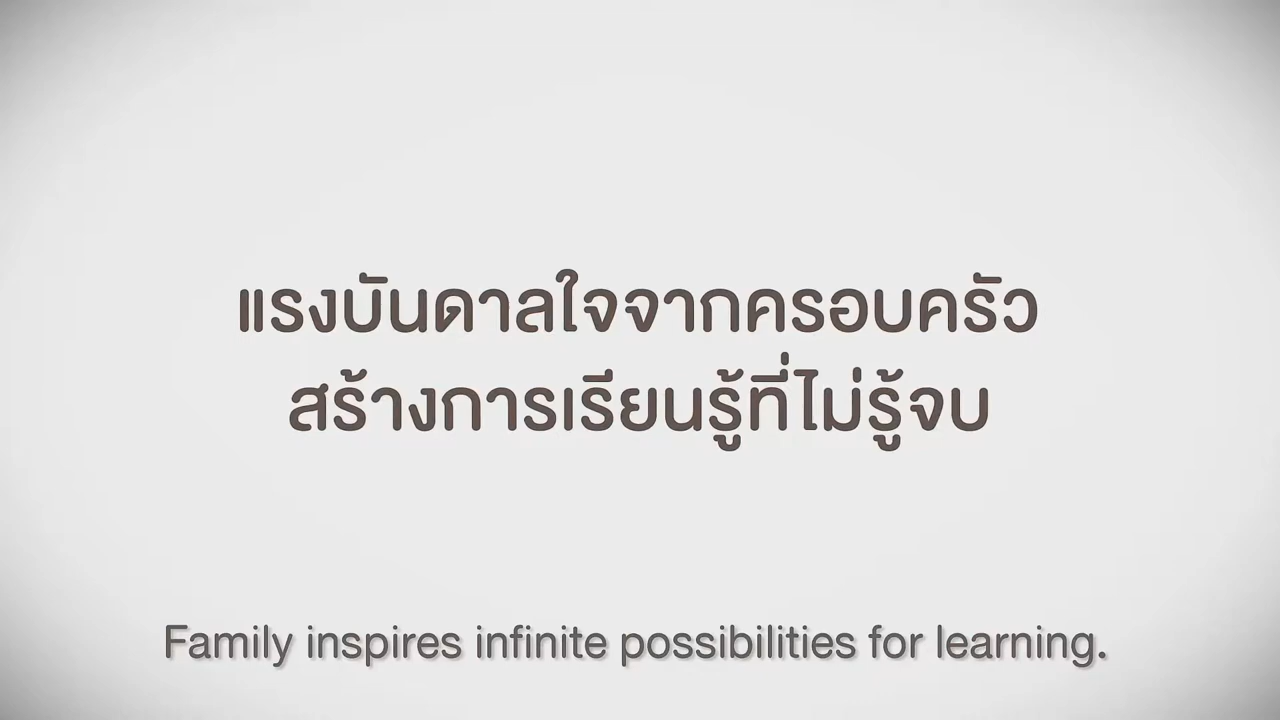 แรงบันดาลใจจากครอบครัว
สร้างการเรียนรู้ที่ไม่รู้จบ
Family inspires infinite possibilities for learning.